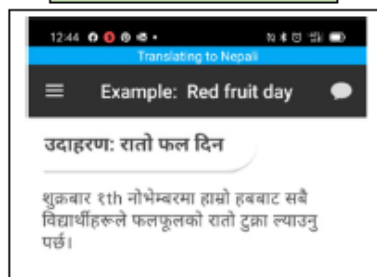 12:44
Translating to Nepali
Example: Red fruit day
उदाहरण: रातो फल दिन
शुक्रबार १th नोभेम्बरमा हाम्रो हबबाट सबै
विद्यार्थीहरूले फलफूलको रातो टुक्रा ल्याउनु
पर्छ।